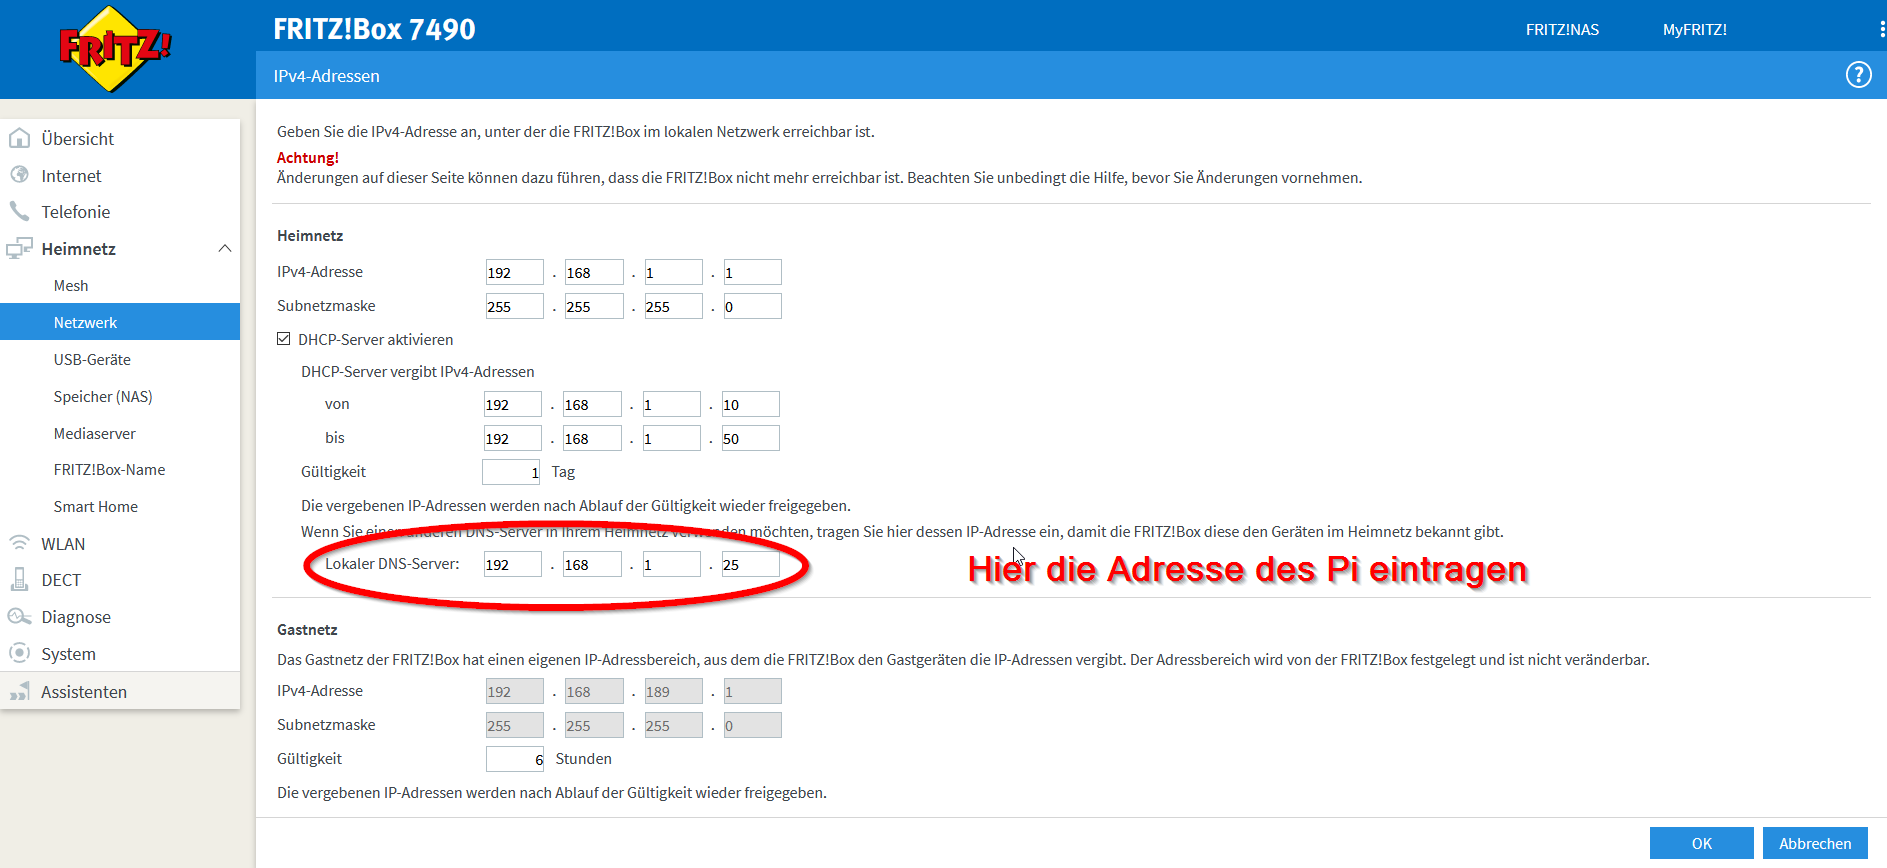 FRITZ!
FRITZ!Box 7490
FRITZ!NAS
MyFRITZ!
IPv4-Adressen
?
Übersicht
Internet
Telefonie
Heimnetz
Mesh
Netzwerk
USB-Geräte
Speicher (NAS)
Mediaserver
FRITZ!Box-Name
Smart Home
WLAN
DECT
Diagnose
System
Assistenten
Geben Sie die IPv4-Adresse an, unter der die FRITZ!Box im lokalen Netzwerk erreichbar ist.
Achtung!
Änderungen auf dieser Seite können dazu führen, dass die FRITZ!Box nicht mehr erreichbar ist. Beachten Sie unbedingt die Hilfe, bevor Sie Änderungen vornehmen.
Heimnetz
IPv4-Adresse 192 . 168 . 1 . 1
Subnetzmaske 255 . 255 . 255 . 0
DHCP-Server aktivieren
DHCP-Server vergibt IPv4-Adressen
von 192 . 168 . 1 . 10
bis 192 . 168 . 1 . 50
Gültigkeit 1 Tag
Die vergebenen IP-Adressen werden nach Ablauf der Gültigkeit wieder freigegeben.
Wenn Sie einen anderen DNS-Server in Ihrem Heimnetz verwenden möchten, tragen Sie hier dessen IP-Adresse ein, damit die FRITZ!Box diese den Geräten im Heimnetz bekannt gibt.
Lokaler DNS-Server: 192 . 168 . 1 . 25
Hier die Adresse des Pi eintragen
Gastnetz
Das Gastnetz der FRITZ!Box hat einen eigenen IP-Adressbereich, aus dem die FRITZ!Box den Gastgeräten die IP-Adressen vergibt. Der Adressbereich wird von der FRITZ!Box festgelegt und ist nicht veränderbar.
IPv4-Adresse 192 . 168 . 189 . 1
Subnetzmaske 255 . 255 . 255 . 0
Gültigkeit 6 Stunden
Die vergebenen IP-Adressen werden nach Ablauf der Gültigkeit wieder freigegeben.
OK
Abbrechen